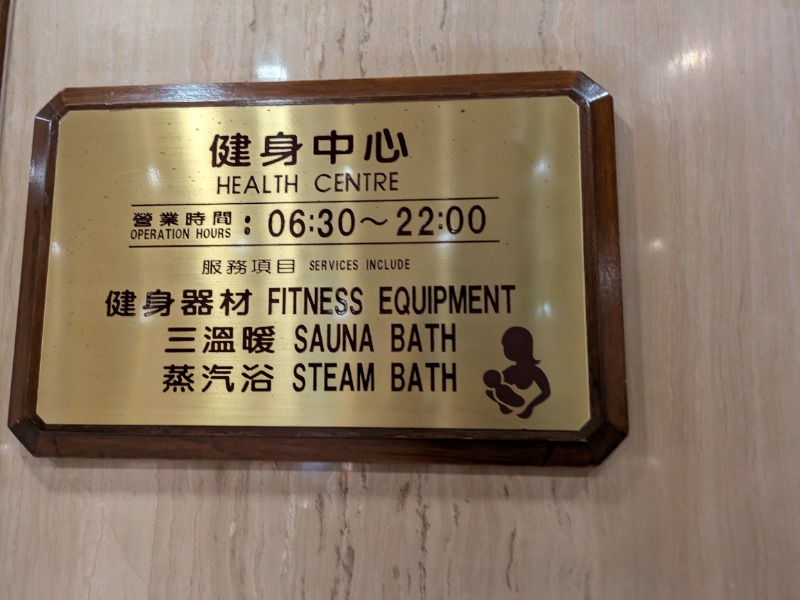 健身中心
HEALTH CENTRE
營業時間 : 06:30～22:00
OPERATION HOURS
服務項目 SERVICES INCLUDE
健身器材 FITNESS EQUIPMENT
三溫暖 SAUNA BATH
蒸汽浴 STEAM BATH